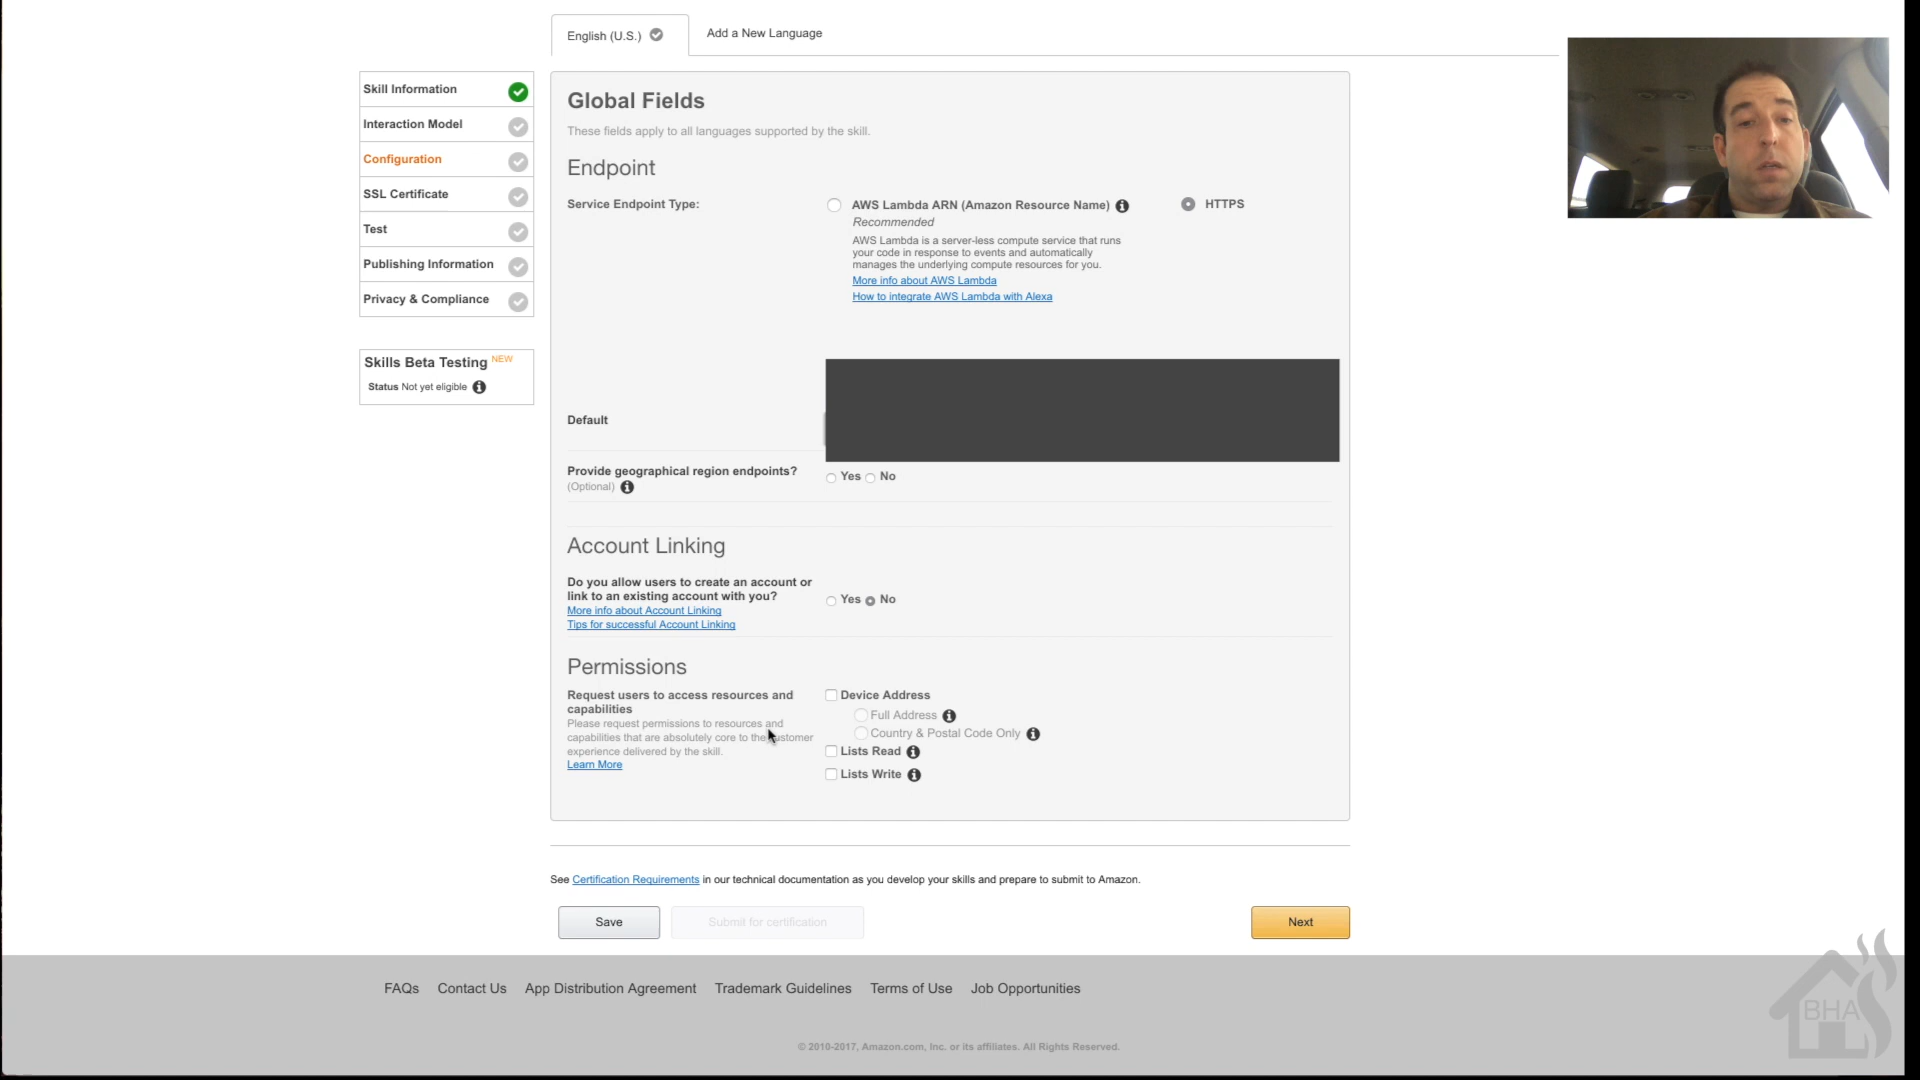 English (U.S.)
Add a New Language
Skill Information
Interaction Model
Configuration
SSL Certificate
Test
Publishing Information
Privacy & Compliance
Skills Beta Testing NEW
Status Not yet eligible
Global Fields
These fields apply to all languages supported by the skill.
Endpoint
Service Endpoint Type:
AWS Lambda ARN (Amazon Resource Name)
HTTPS
Recommended
AWS Lambda is a server-less compute service that runs
your code in response to events and automatically
manages the underlying compute resources for you.
More info about AWS Lambda
How to integrate AWS Lambda with Alexa
Default
Provide geographical region endpoints?
(Optional)
Yes No
Account Linking
Do you allow users to create an account or
link to an existing account with you?
More info about Account Linking
Tips for successful Account Linking
Yes No
Permissions
Request users to access resources and
capabilities
Please request permissions to resources and
capabilities that are absolutely core to the customer
experience delivered by the skill.
Learn More
Device Address
Full Address
Country & Postal Code Only
Lists Read
Lists Write
See Certification Requirements in our technical documentation as you develop your skills and prepare to submit to Amazon.
Save
Submit for certification
Next
FAQs Contact Us App Distribution Agreement Trademark Guidelines Terms of Use Job Opportunities
© 2010-2017, Amazon.com, Inc. or its affiliates. All Rights Reserved.
BHA